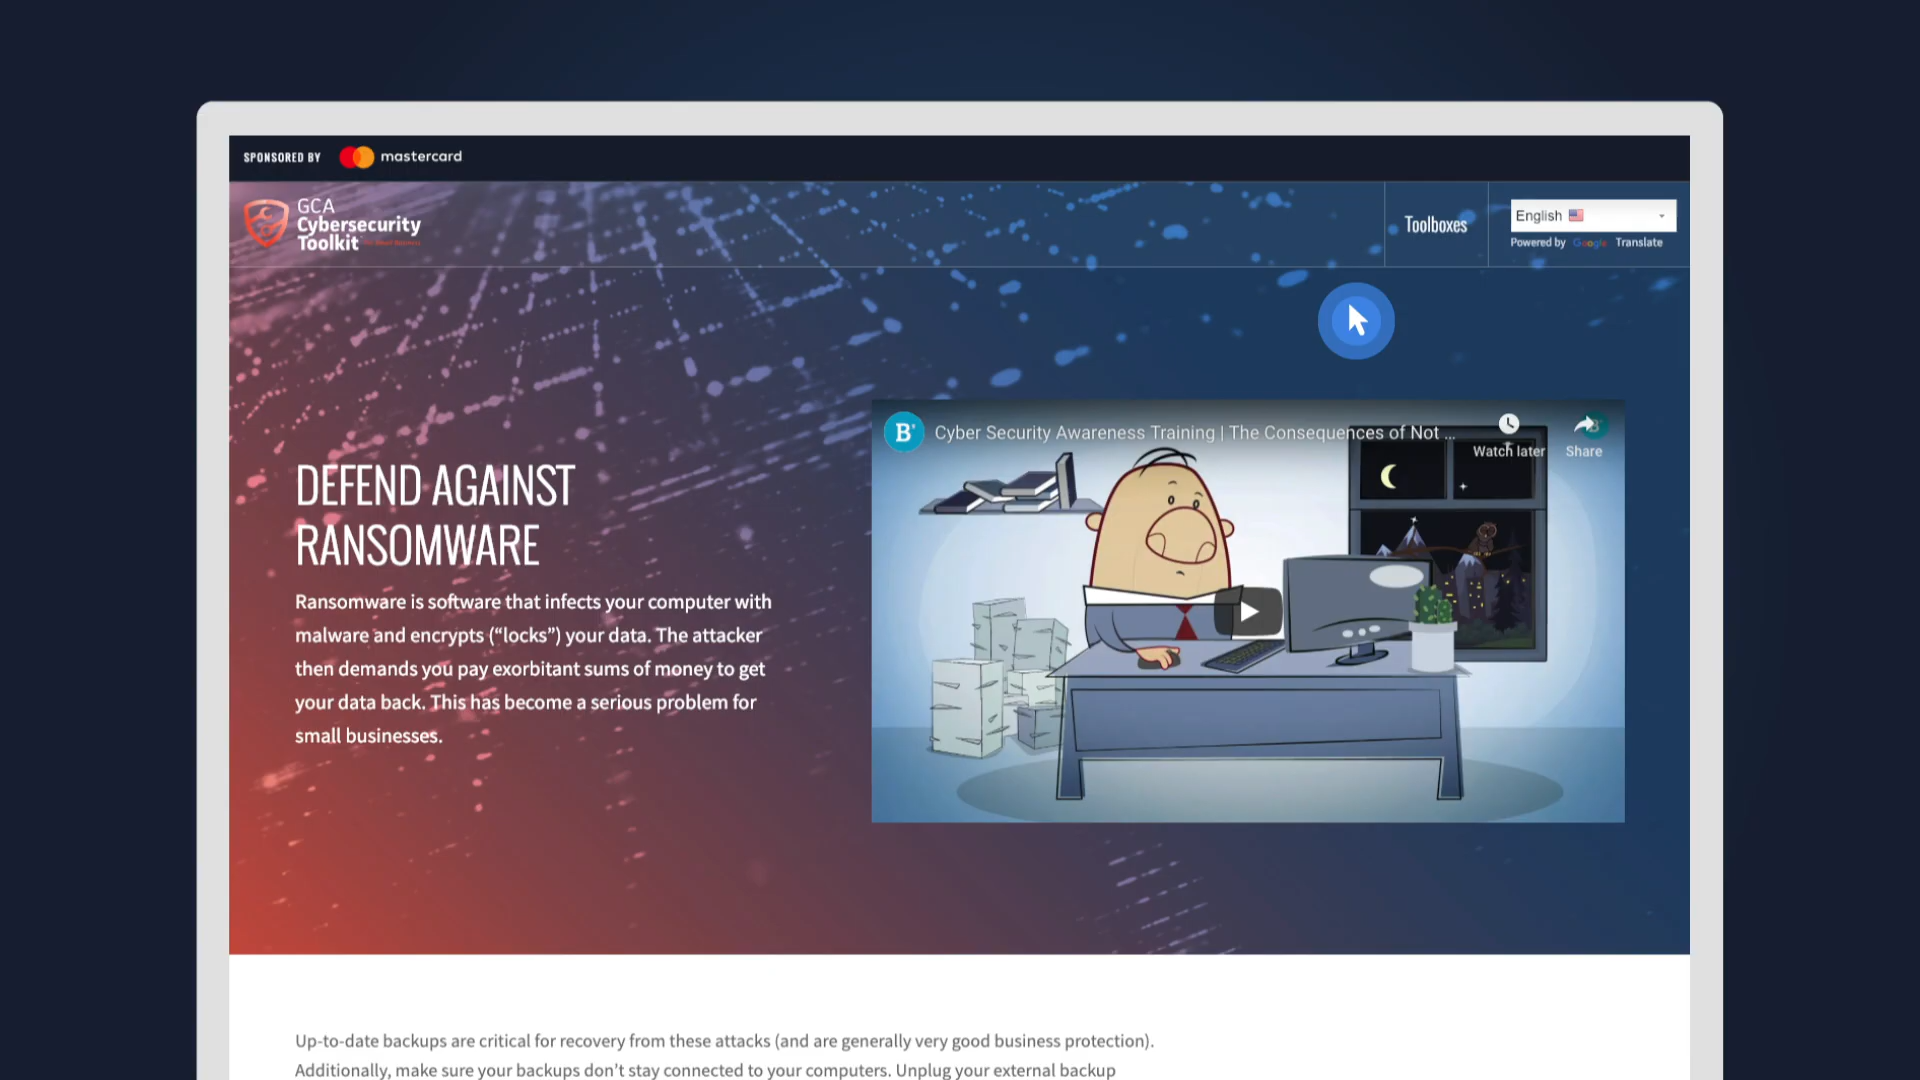 SPONSORED BY mastercard
GCA
Cybersecurity
Toolkit
Toolboxes
English
Powered by Google Translate
B
Cyber Security Awareness Training | The Consequences of Not ...
Watch later
Share
DEFEND AGAINST
RANSOMWARE
Ransomware is software that infects your computer with
malware and encrypts (“locks”) your data. The attacker
then demands you pay exorbitant sums of money to get
your data back. This has become a serious problem for
small businesses.
Up-to-date backups are critical for recovery from these attacks (and are generally very good business protection).
Additionally, make sure your backups don’t stay connected to your computers. Unplug your external backup